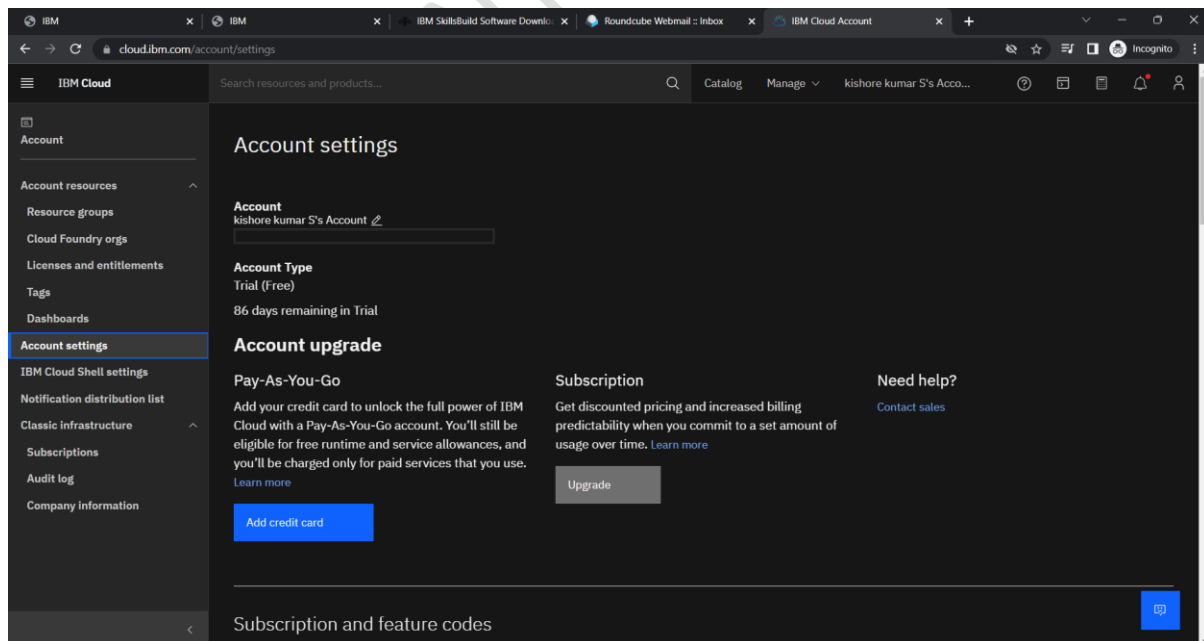 IBM
IBM
IBM SkillsBuild Software Downlo
Roundcube Webmail :: Inbox
IBM Cloud Account
cloud.ibm.com/account/settings
Incognito
IBM Cloud
Search resources and products...
Catalog
Manage
kishore kumar S's Acco...
Account
Account resources
Resource groups
Cloud Foundry orgs
Licenses and entitlements
Tags
Dashboards
Account settings
IBM Cloud Shell settings
Notification distribution list
Classic infrastructure
Subscriptions
Audit log
Company information
Account settings
Account
kishore kumar S's Account
Account Type
Trial (Free)
86 days remaining in Trial
Account upgrade
Pay-As-You-Go
Add your credit card to unlock the full power of IBM
Cloud with a Pay-As-You-Go account. You'll still be
eligible for free runtime and service allowances, and
you'll be charged only for paid services that you use.
Learn more
Add credit card
Subscription
Get discounted pricing and increased billing
predictability when you commit to a set amount of
usage over time. Learn more
Upgrade
Need help?
Contact sales
Subscription and feature codes